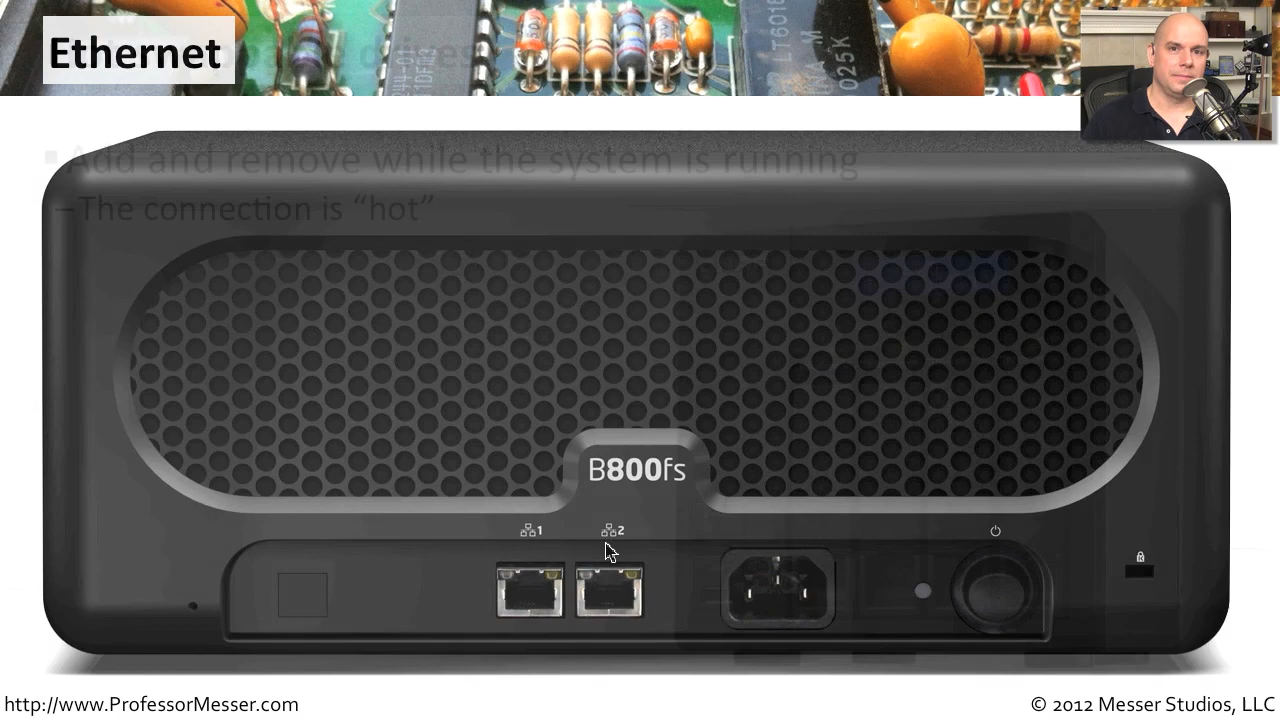 Ethernet
Add and remove while the system is running
–The connection is “hot”
B800fs
1
2
http://www.ProfessorMesser.com
© 2012 Messer Studios, LLC